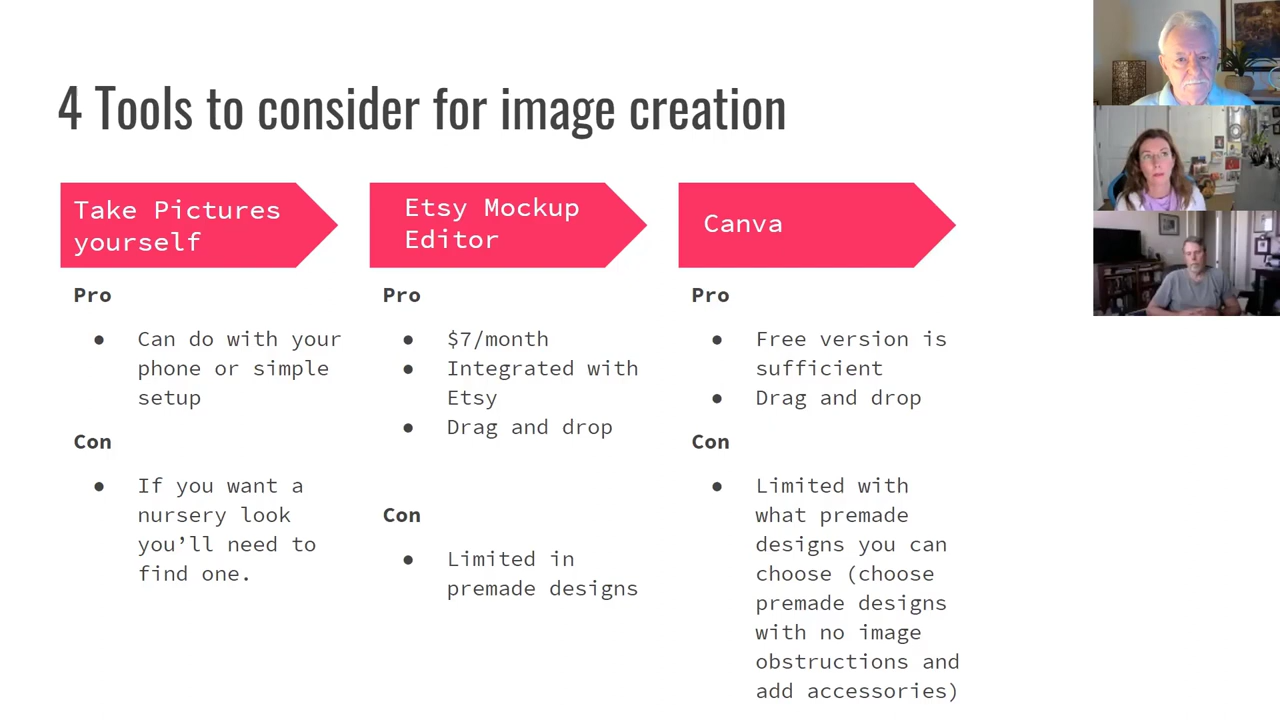 4 Tools to consider for image creation
Take Pictures
yourself
Pro
● Can do with your
phone or simple
setup
Con
● If you want a
nursery look
you’ll need to
find one.
Etsy Mockup
Editor
Pro
● $7/month
● Integrated with
Etsy
● Drag and drop
Con
● Limited in
premade designs
Canva
Pro
● Free version is
sufficient
● Drag and drop
Con
● Limited with
what premade
designs you can
choose (choose
premade designs
with no image
obstructions and
add accessories)